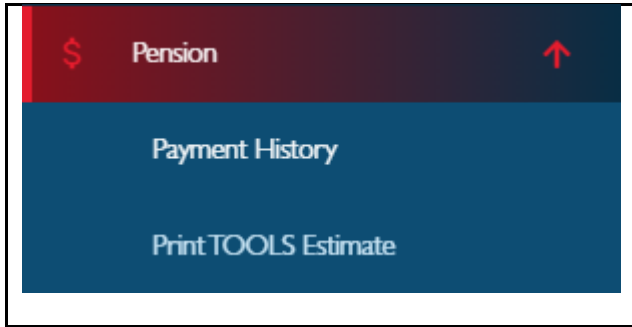 $ Pension
Payment History
Print TOOLS Estimate